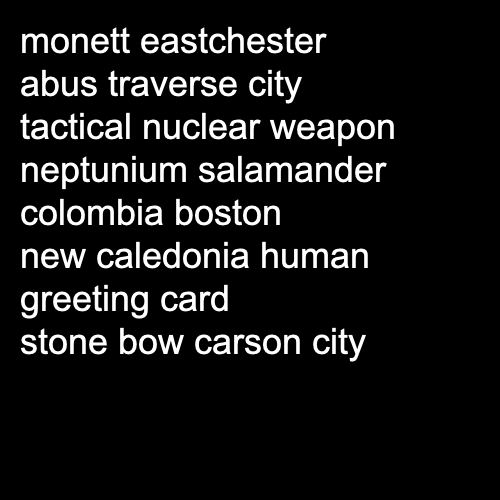 monett eastchester
abus traverse city
tactical nuclear weapon
neptunium salamander
colombia boston
new caledonia human
greeting card
stone bow carson city